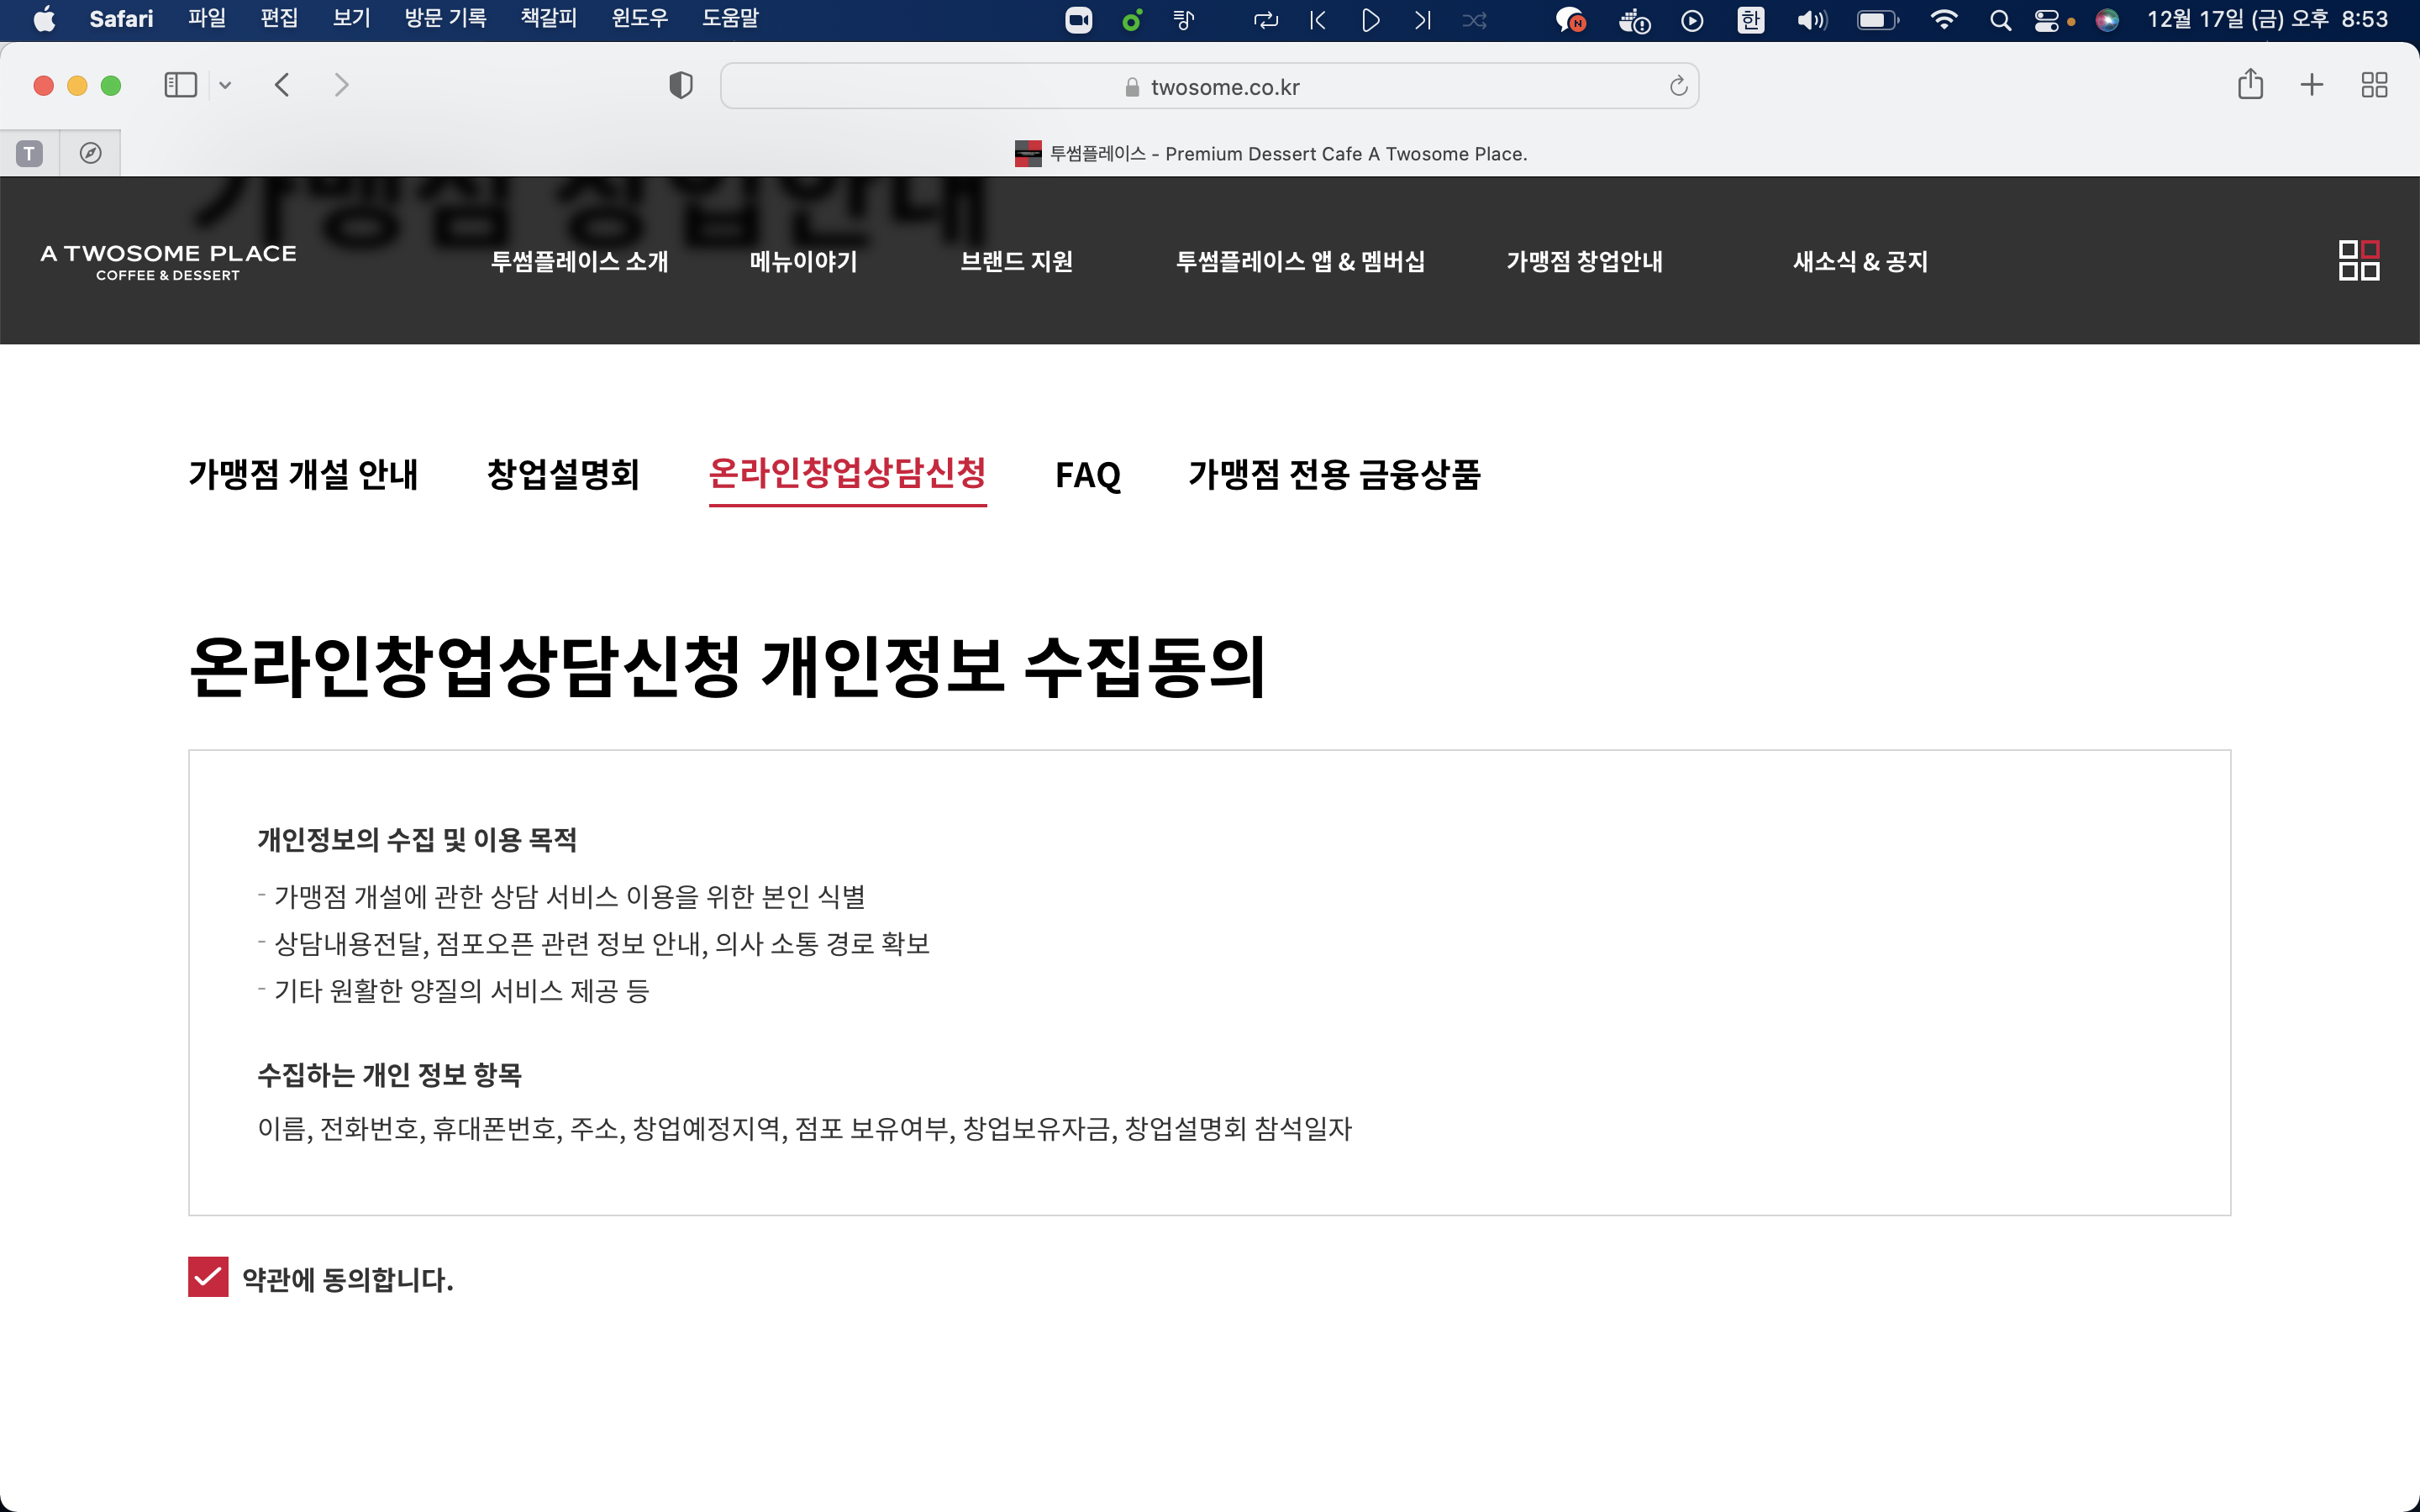 Safari 파일 편집 보기 방문 기록 책갈피 윈도우 도움말 N 한 12월 17일 (금) 오후 8:53
twosome.co.kr
T 투썸플레이스 - Premium Dessert Cafe A Twosome Place.
가맹점 창업안내
A TWOSOME PLACE
COFFEE & DESSERT
투썸플레이스 소개 메뉴이야기 브랜드 지원 투썸플레이스 앱 & 멤버십 가맹점 창업안내 새소식 & 공지
가맹점 개설 안내 창업설명회 온라인창업상담신청 FAQ 가맹점 전용 금융상품
온라인창업상담신청 개인정보 수집동의
개인정보의 수집 및 이용 목적
- 가맹점 개설에 관한 상담 서비스 이용을 위한 본인 식별
- 상담내용전달, 점포오픈 관련 정보 안내, 의사 소통 경로 확보
- 기타 원활한 양질의 서비스 제공 등
수집하는 개인 정보 항목
이름, 전화번호, 휴대폰번호, 주소, 창업예정지역, 점포 보유여부, 창업보유자금, 창업설명회 참석일자
약관에 동의합니다.